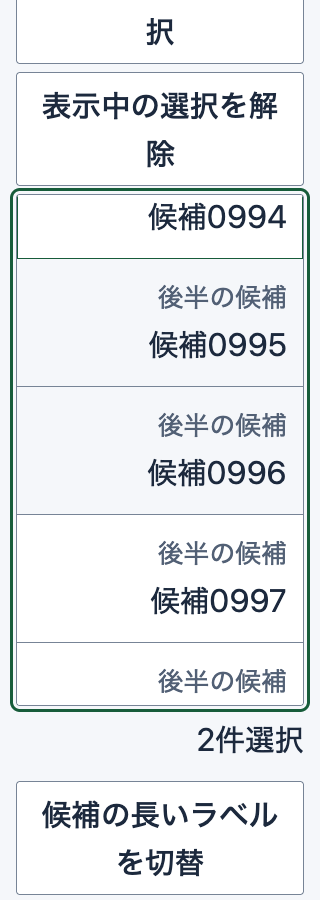 択
表示中の選択を解
除
候補0994
後半の候補
候補0995
後半の候補
候補0996
後半の候補
候補0997
後半の候補
2件選択
候補の長いラベル
を切替